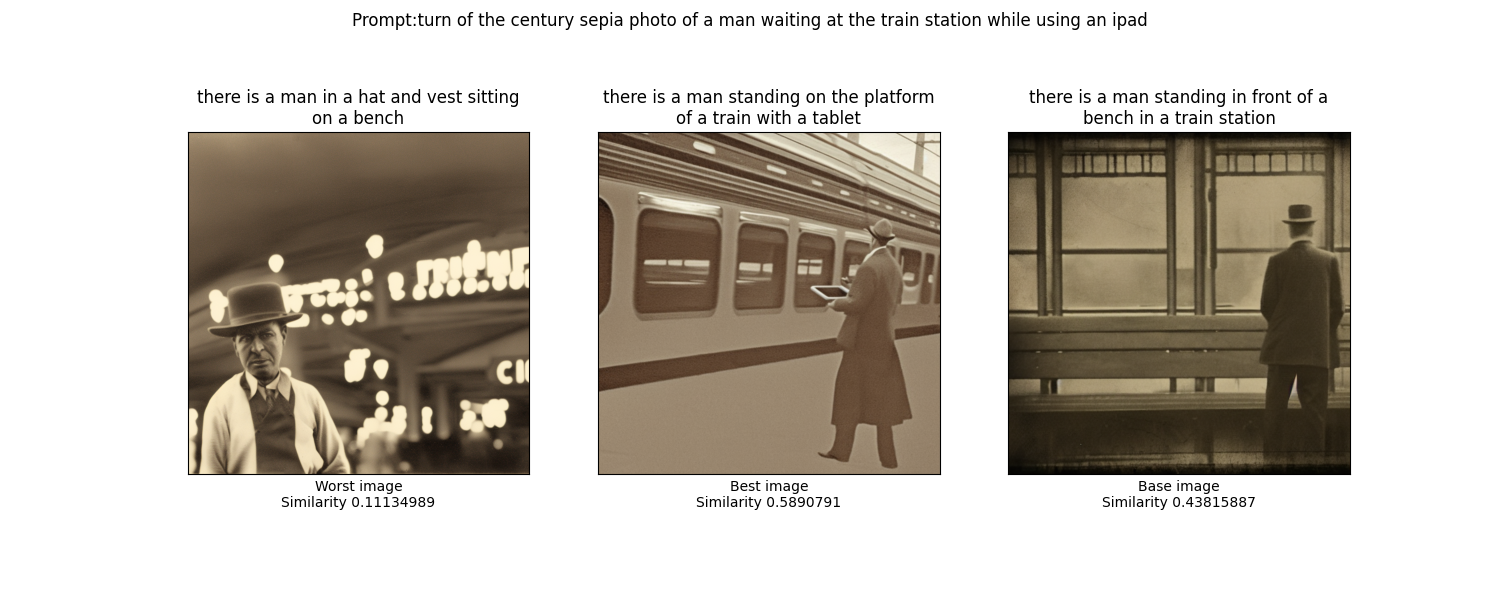 Prompt:turn of the century sepia photo of a man waiting at the train station while using an ipad
there is a man in a hat and vest sitting
on a bench
there is a man standing on the platform
of a train with a tablet
there is a man standing in front of a
bench in a train station
Worst image
Similarity 0.11134989
Best image
Similarity 0.5890791
Base image
Similarity 0.43815887